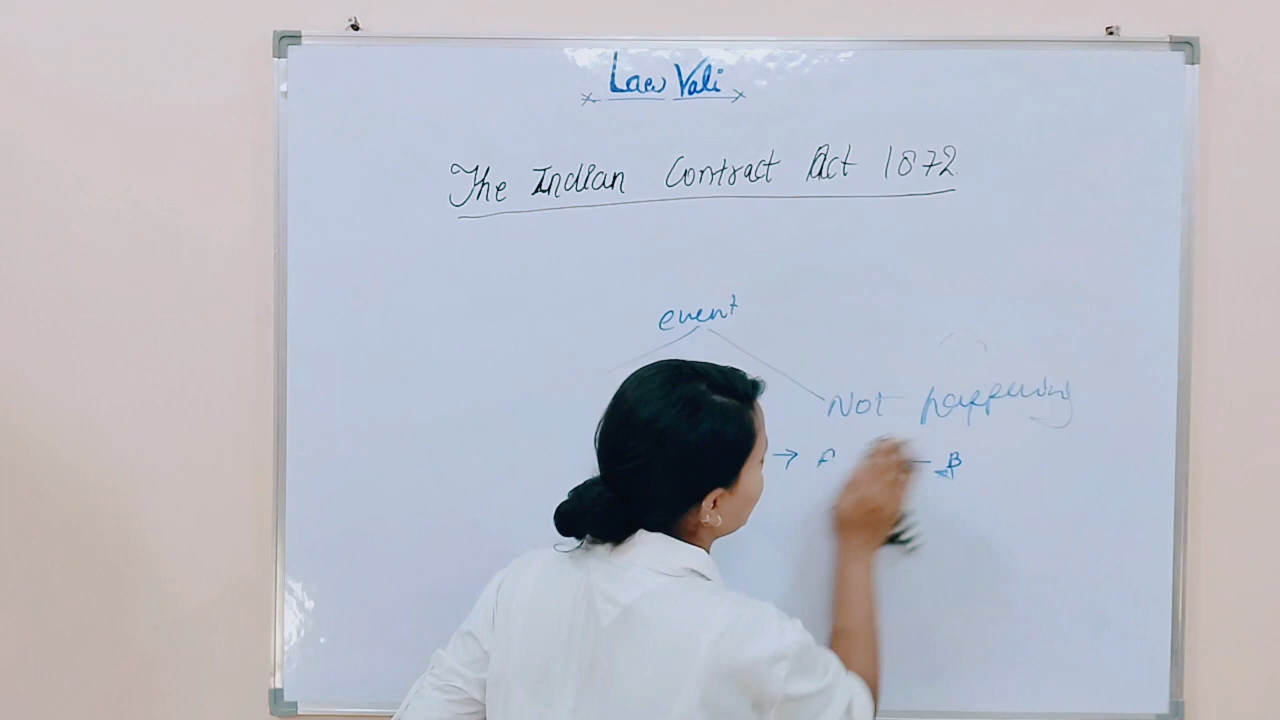 Law Vali
The Indian Contract Act 1872
event
Not happening
→ A — B